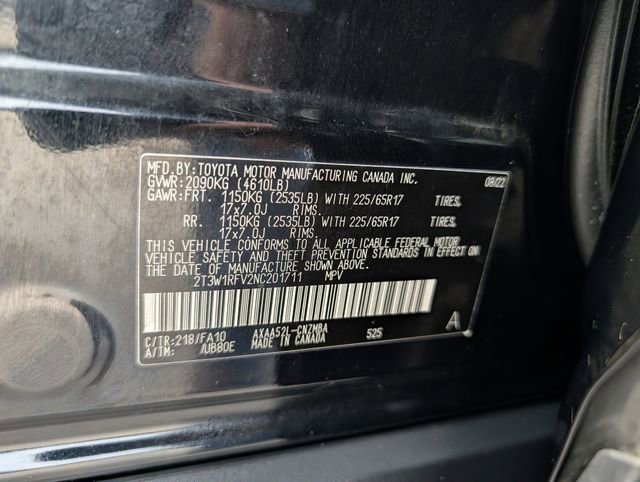 MFD.BY:TOYOTA MOTOR MANUFACTURING CANADA INC. 08/22
GVWR:2090KG (4610LB)
GAWR:FRT. 1150KG (2535LB) WITH 225/65R17 TIRES,
17x7.0J RIMS.
RR. 1150KG (2535LB) WITH 225/65R17 TIRES,
17x7.0J RIMS.
THIS VEHICLE CONFORMS TO ALL APPLICABLE FEDERAL MOTOR
VEHICLE SAFETY AND THEFT PREVENTION STANDARDS IN EFFECT ON
THE DATE OF MANUFACTURE SHOWN ABOVE.
2T3W1RFV2NC201711 MPV
C/TR:218/FA10 AXAA52L-CNZMBA 525 A
A/TM: /UB80E MADE IN CANADA